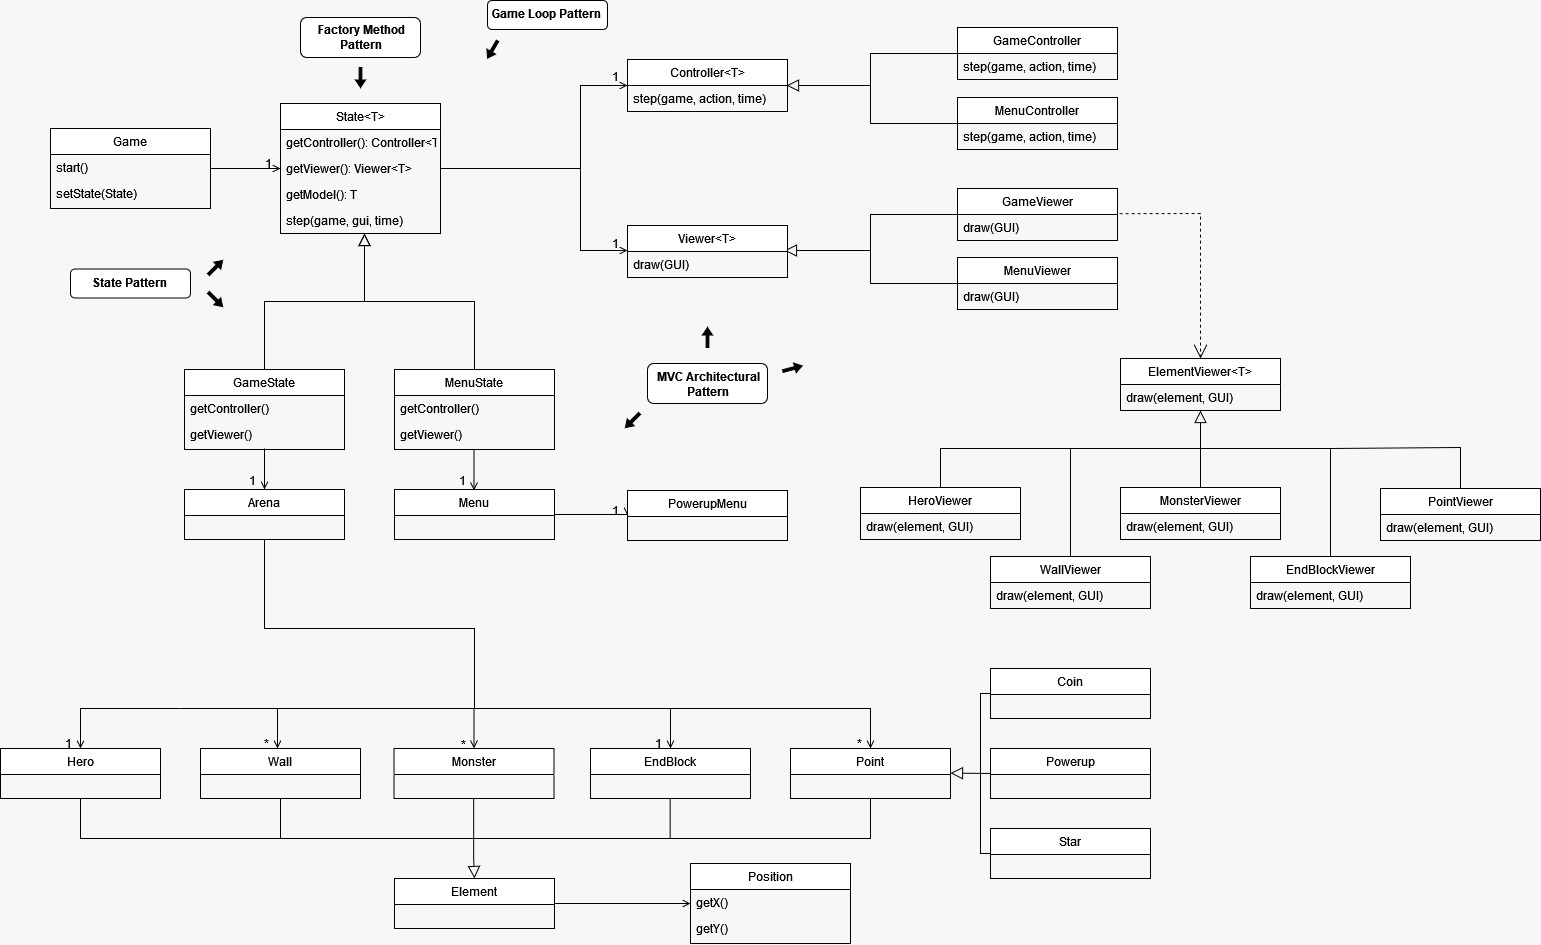 Game Loop Pattern
Factory Method
Pattern
GameController
step(game, action, time)
1
Controller<T>
step(game, action, time)
MenuController
step(game, action, time)
Game
start()
setState(State)
1
State<T>
getController(): Controller<T
getViewer(): Viewer<T>
getModel(): T
step(game, gui, time)
GameViewer
draw(GUI)
1
Viewer<T>
draw(GUI)
MenuViewer
draw(GUI)
State Pattern
MVC Architectural
Pattern
ElementViewer<T>
draw(element, GUI)
GameState
getController()
getViewer()
MenuState
getController()
getViewer()
1
1
Arena
Menu
1
PowerupMenu
HeroViewer
draw(element, GUI)
MonsterViewer
draw(element, GUI)
PointViewer
draw(element, GUI)
WallViewer
draw(element, GUI)
EndBlockViewer
draw(element, GUI)
Coin
1
*
*
1
*
Hero
Wall
Monster
EndBlock
Point
Powerup
Star
Element
Position
getX()
getY()